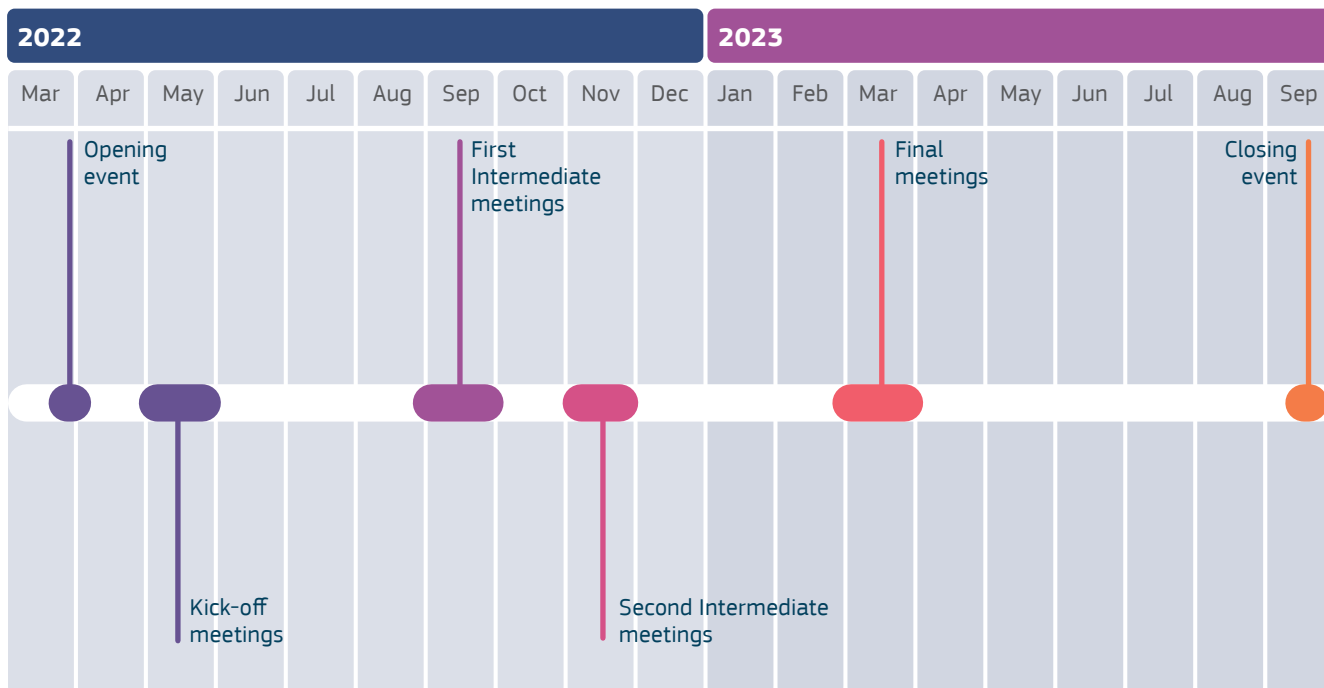 2022
2023
Mar
Apr
May
Jun
Jul
Aug
Sep
Oct
Nov
Dec
Jan
Feb
Mar
Apr
May
Jun
Jul
Aug
Sep
Opening
event
First
Intermediate
meetings
Final
meetings
Closing
event
Kick-off
meetings
Second Intermediate
meetings